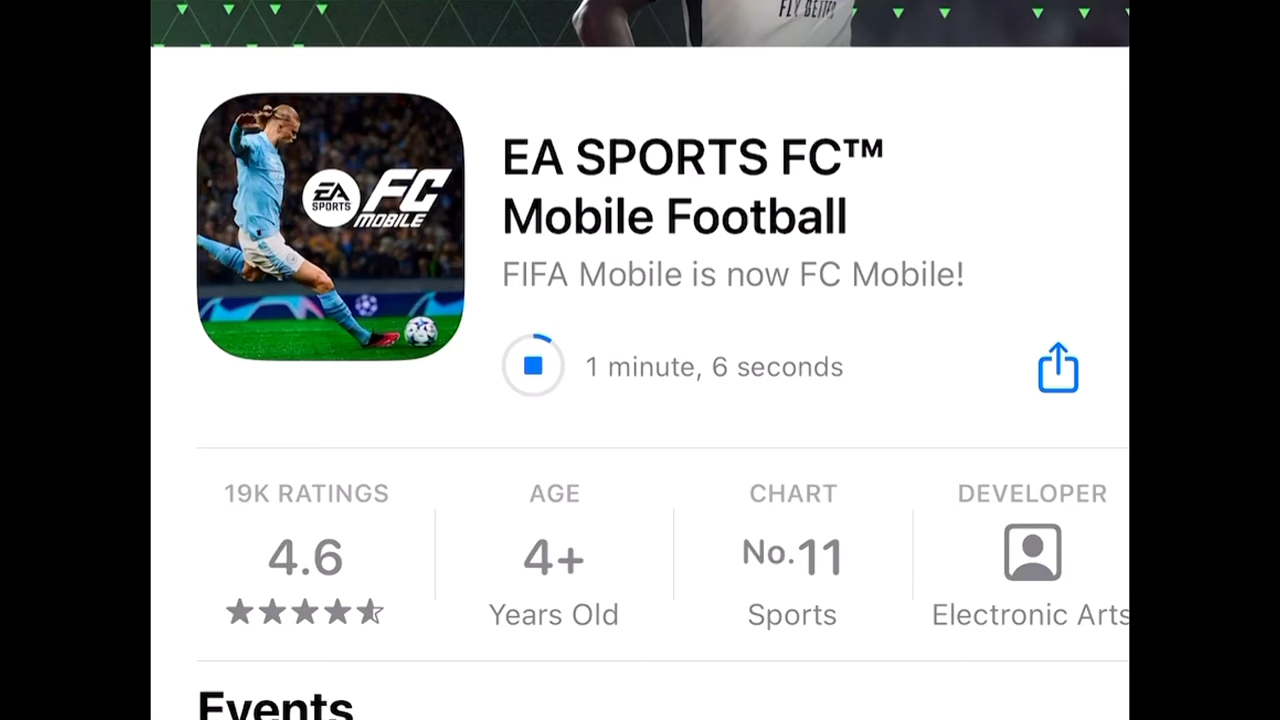 FLY BETTER
EA SPORTS FC™
Mobile Football
FIFA Mobile is now FC Mobile!
EA
SPORTS
FC
MOBILE
1 minute, 6 seconds
19K RATINGS
4.6
AGE
4+
Years Old
CHART
No.11
Sports
DEVELOPER
Electronic Arts
Events